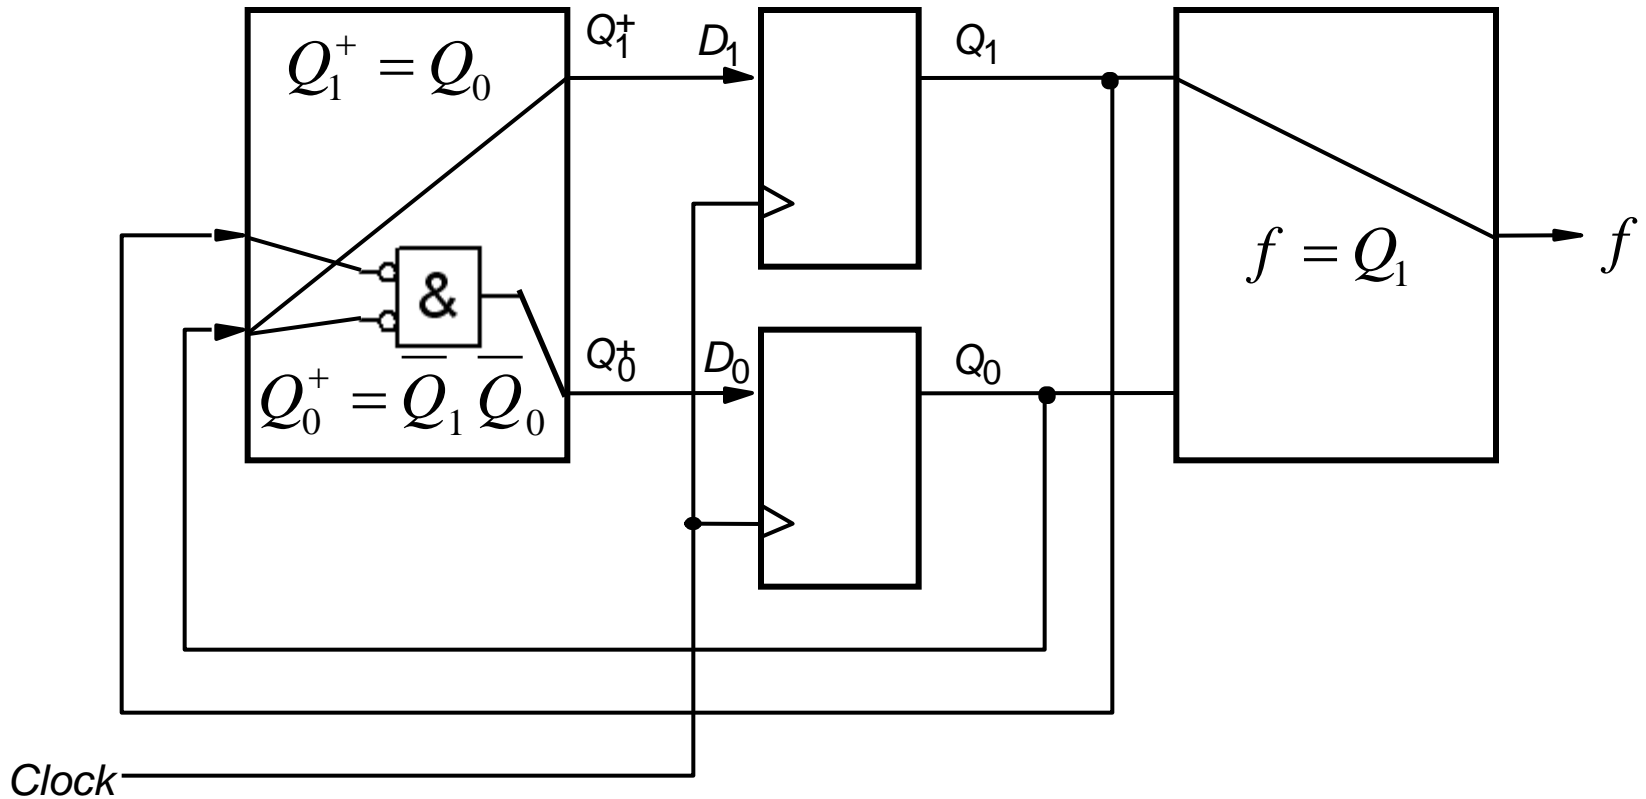 Q₁⁺ = Q₀
Q₁⁺
D₁
Q₁
f = Q₁
f
&
Q₀⁺ = Q̅₁ Q̅₀
Q₀⁺
D₀
Q₀
Clock